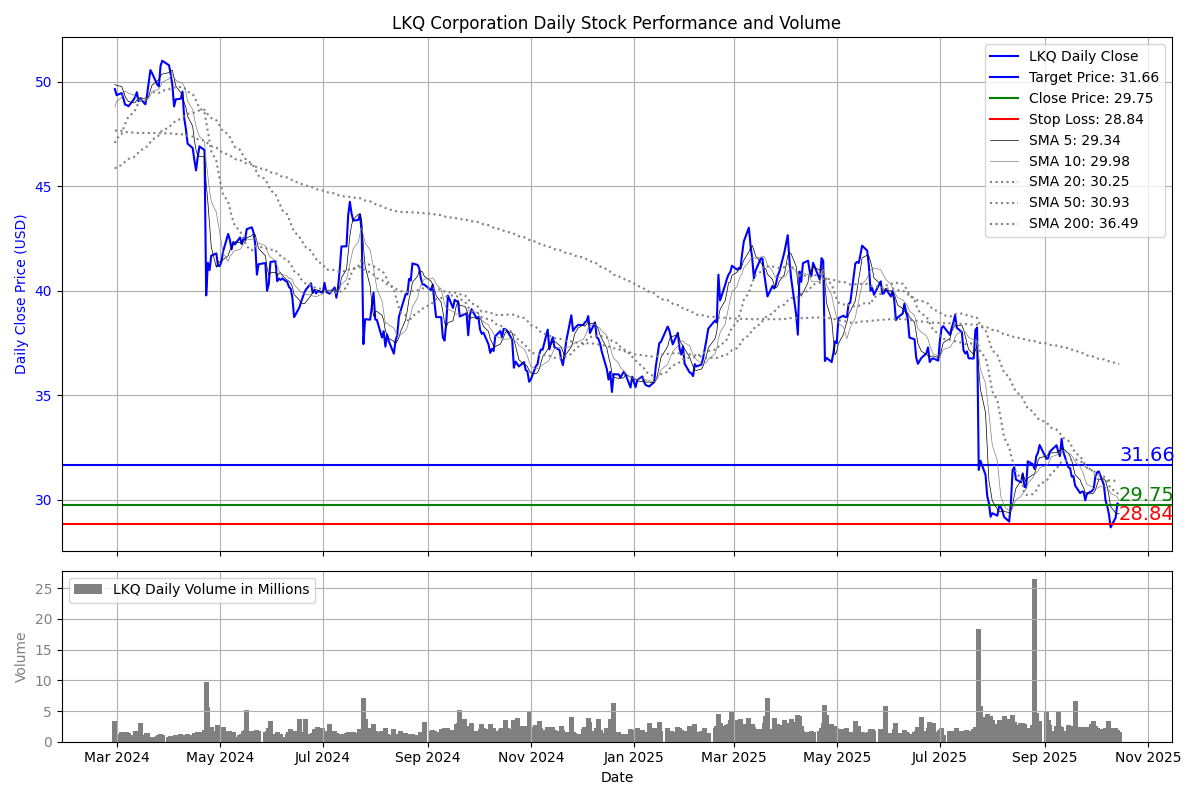 LKQ Corporation Daily Stock Performance and Volume
Daily Close Price (USD)
50
45
40
35
30
LKQ Daily Close
Target Price: 31.66
Close Price: 29.75
Stop Loss: 28.84
SMA 5: 29.34
SMA 10: 29.98
SMA 20: 30.25
SMA 50: 30.93
SMA 200: 36.49
31.66
29.75
28.84
Volume
25
20
15
10
5
0
LKQ Daily Volume in Millions
Mar 2024
May 2024
Jul 2024
Sep 2024
Nov 2024
Jan 2025
Mar 2025
May 2025
Jul 2025
Sep 2025
Nov 2025
Date